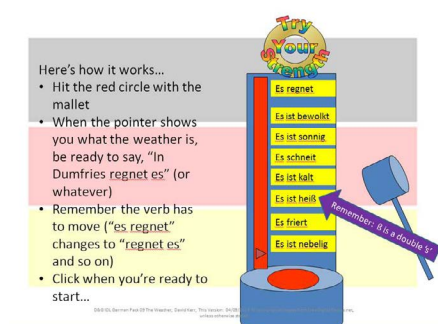 Try
Your
Strength
Here's how it works…
• Hit the red circle with the
mallet
• When the pointer shows
you what the weather is,
be ready to say, "In
Dumfries regnet es" (or
whatever)
• Remember the verb has
to move ("es regnet"
changes to "regnet es"
and so on)
• Click when you're ready to
start…
Es regnet
Es ist bewolkt
Es ist sonnig
Es schneit
Es ist kalt
Es ist heiß
Es friert
Es ist nebelig
Remember: ß is a double 's'